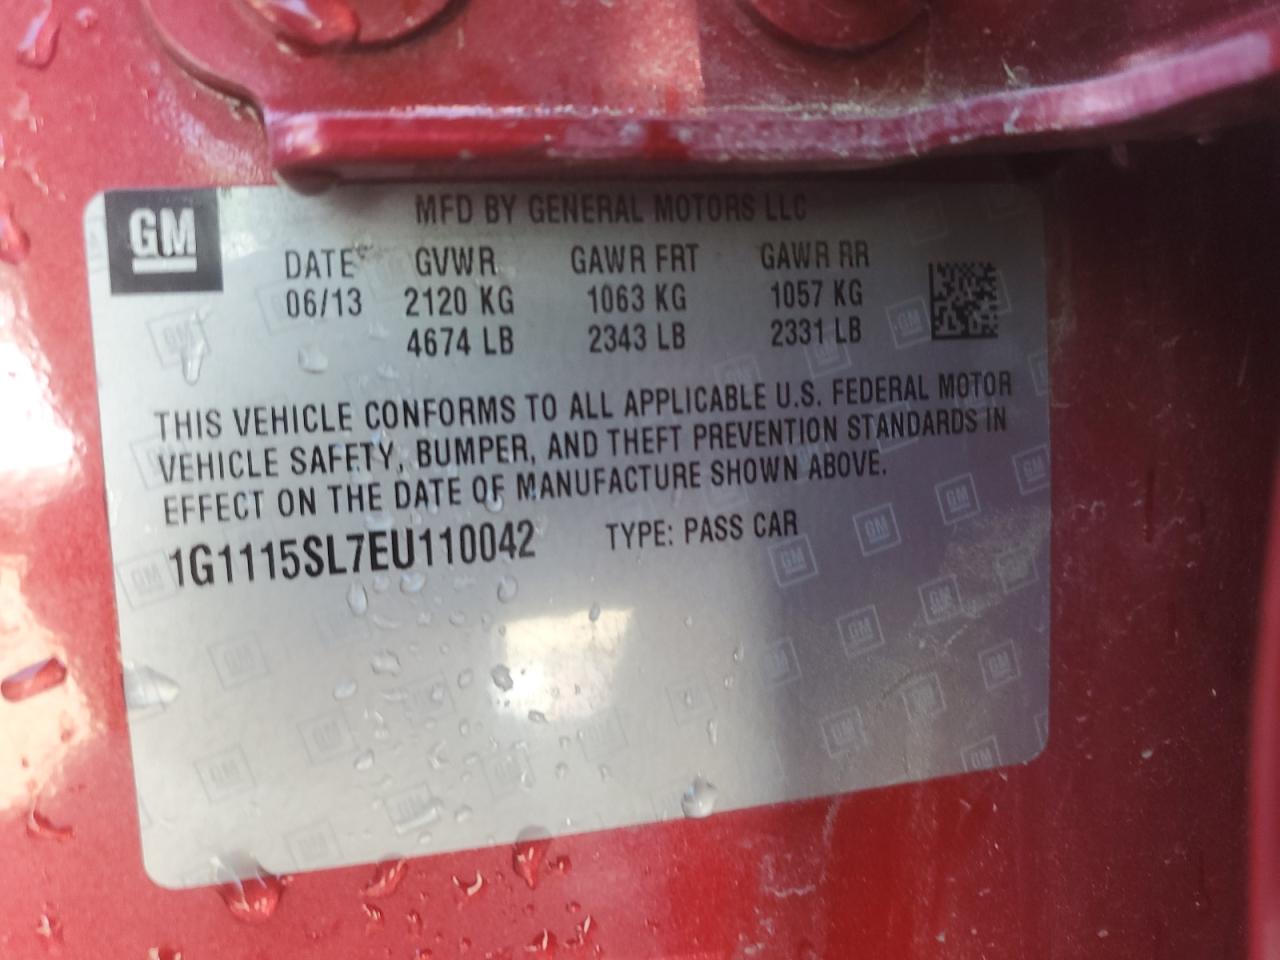 GM
MFD BY GENERAL MOTORS LLC
DATE GVWR GAWR FRT GAWR RR
06/13 2120 KG 1063 KG 1057 KG
4674 LB 2343 LB 2331 LB
THIS VEHICLE CONFORMS TO ALL APPLICABLE U.S. FEDERAL MOTOR
VEHICLE SAFETY, BUMPER, AND THEFT PREVENTION STANDARDS IN
EFFECT ON THE DATE OF MANUFACTURE SHOWN ABOVE.
1G1115SL7EU110042 TYPE: PASS CAR